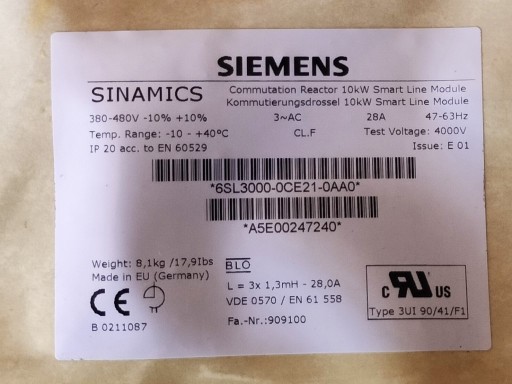 SIEMENS
SINAMICS
Commutation Reactor 10kW Smart Line Module
Kommutierungsdrossel 10kW Smart Line Module
380-480V -10% +10% 3~AC 28A 47-63Hz
Temp. Range: -10 - +40°C CL.F Test Voltage: 4000V
IP 20 acc. to EN 60529 Issue: E 01
*6SL3000-0CE21-0AA0*
*A5E00247240*
Weight: 8,1kg /17,9lbs
Made in EU (Germany)
CE
B 0211087
BLO
L = 3x 1,3mH - 28,0A
VDE 0570 / EN 61 558
Fa.-Nr.:909100
c RU US
Type 3UI 90/41/F1